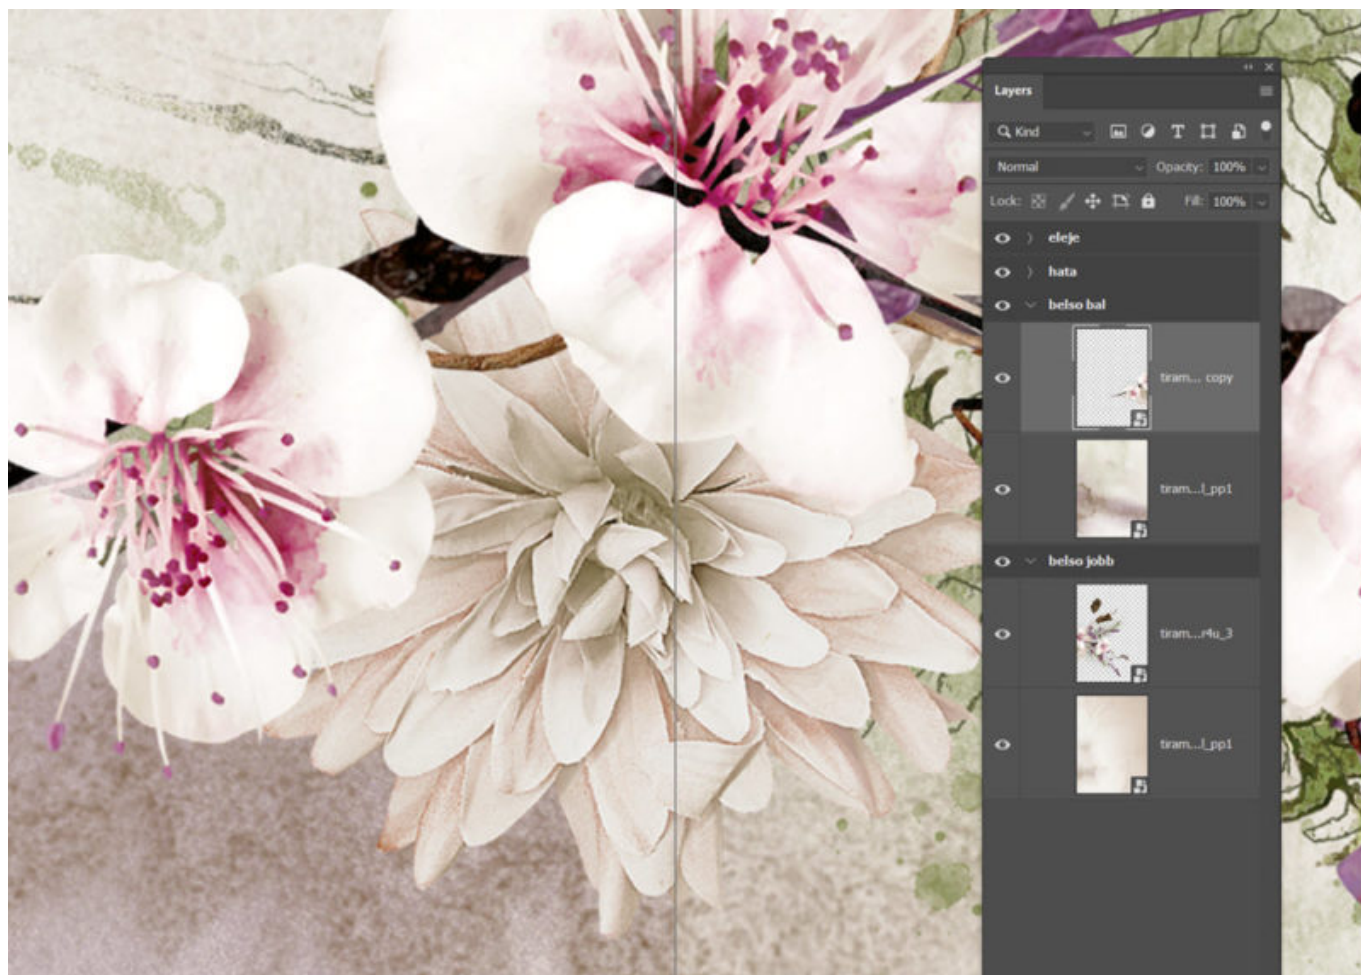 Layers
Kind
Normal
Opacity: 100%
Lock:
Fill: 100%
eleje
hata
belso bal
tiram... copy
tiram...l_pp1
belso jobb
tiram...r4u_3
tiram...l_pp1